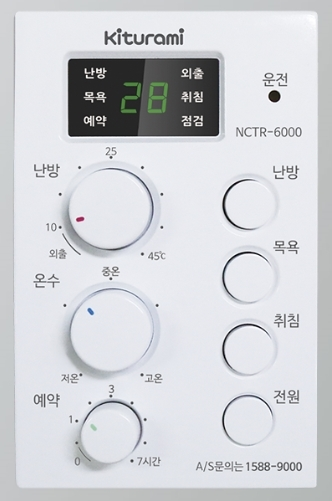 Kiturami
난방 외출
목욕 28 취침
예약 점검
운전
NCTR-6000
난방
25
10
외출
45℃
난방
목욕
온수
중온
저온
고온
취침
예약
3
1
0
7시간
전원
A/S문의는 1588-9000